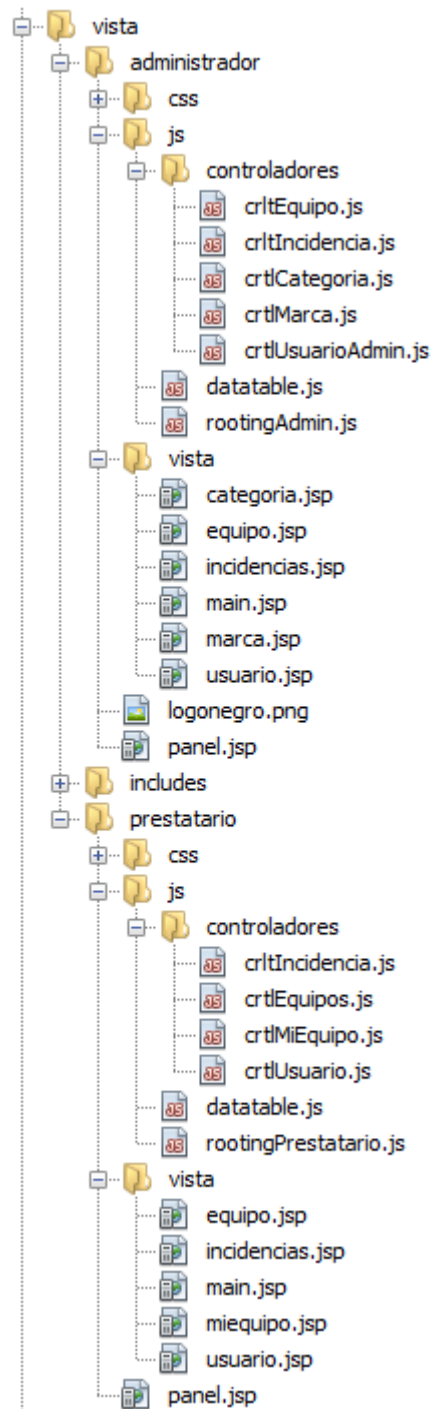 vista
administrador
css
js
controladores
crltEquipo.js
crltIncidencia.js
crtlCategoria.js
crtlMarca.js
crtlUsuarioAdmin.js
datatable.js
rootingAdmin.js
vista
categoria.jsp
equipo.jsp
incidencias.jsp
main.jsp
marca.jsp
usuario.jsp
logonegro.png
panel.jsp
includes
prestatario
css
js
controladores
crltIncidencia.js
crtlEquipos.js
crtlMiEquipo.js
crtlUsuario.js
datatable.js
rootingPrestatario.js
vista
equipo.jsp
incidencias.jsp
main.jsp
miequipo.jsp
usuario.jsp
panel.jsp